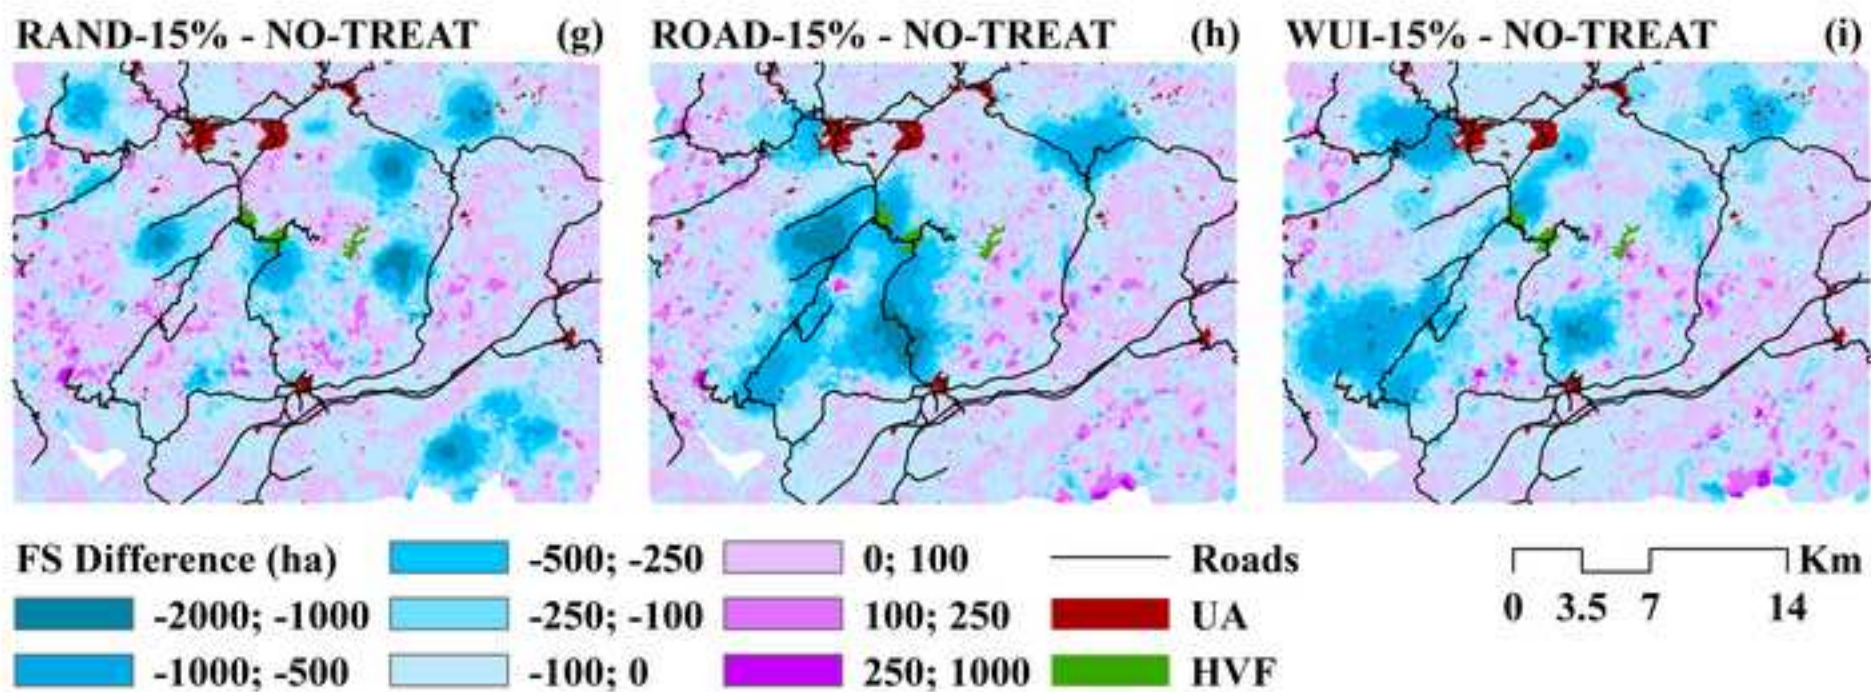 RAND-15% - NO-TREAT (g) ROAD-15% - NO-TREAT (h) WUI-15% - NO-TREAT (i)
FS Difference (ha) -500; -250 0; 100 Roads Km
-2000; -1000 -250; -100 100; 250 UA 0 3.5 7 14
-1000; -500 -100; 0 250; 1000 HVF